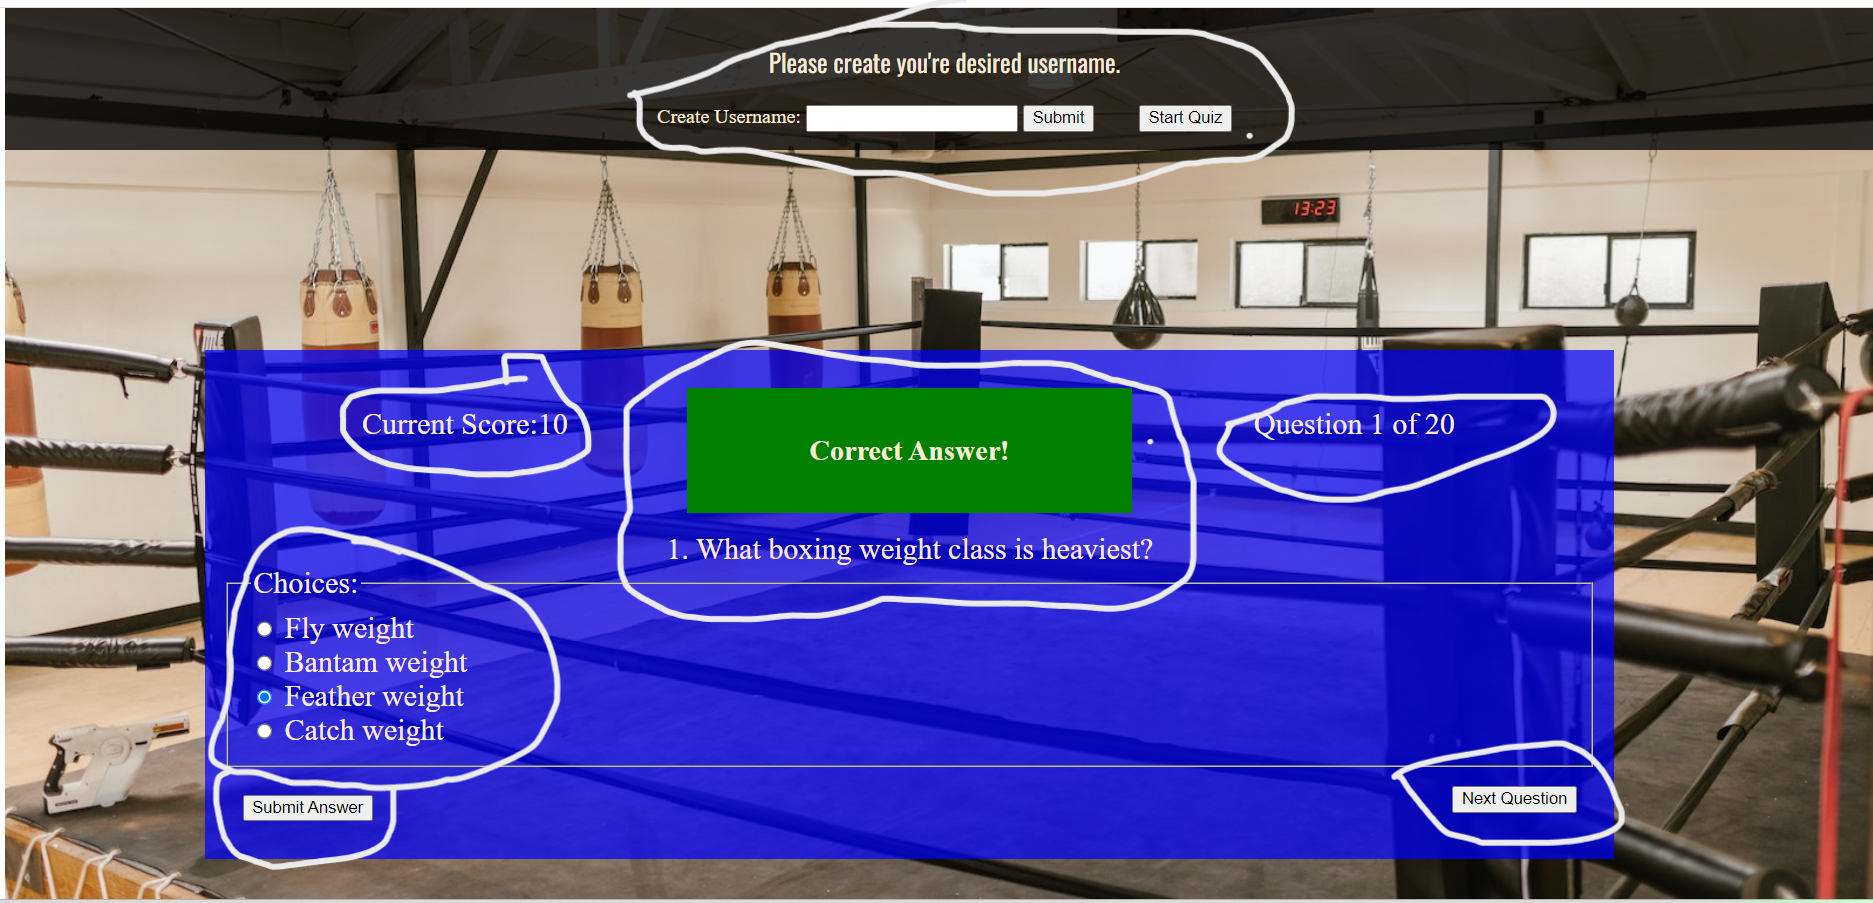 Please create you're desired username.
Create Username: Submit Start Quiz
13:23
TITLE
Current Score:10
Correct Answer!
Question 1 of 20
1. What boxing weight class is heaviest?
Choices:
Fly weight
Bantam weight
Feather weight
Catch weight
Submit Answer
Next Question